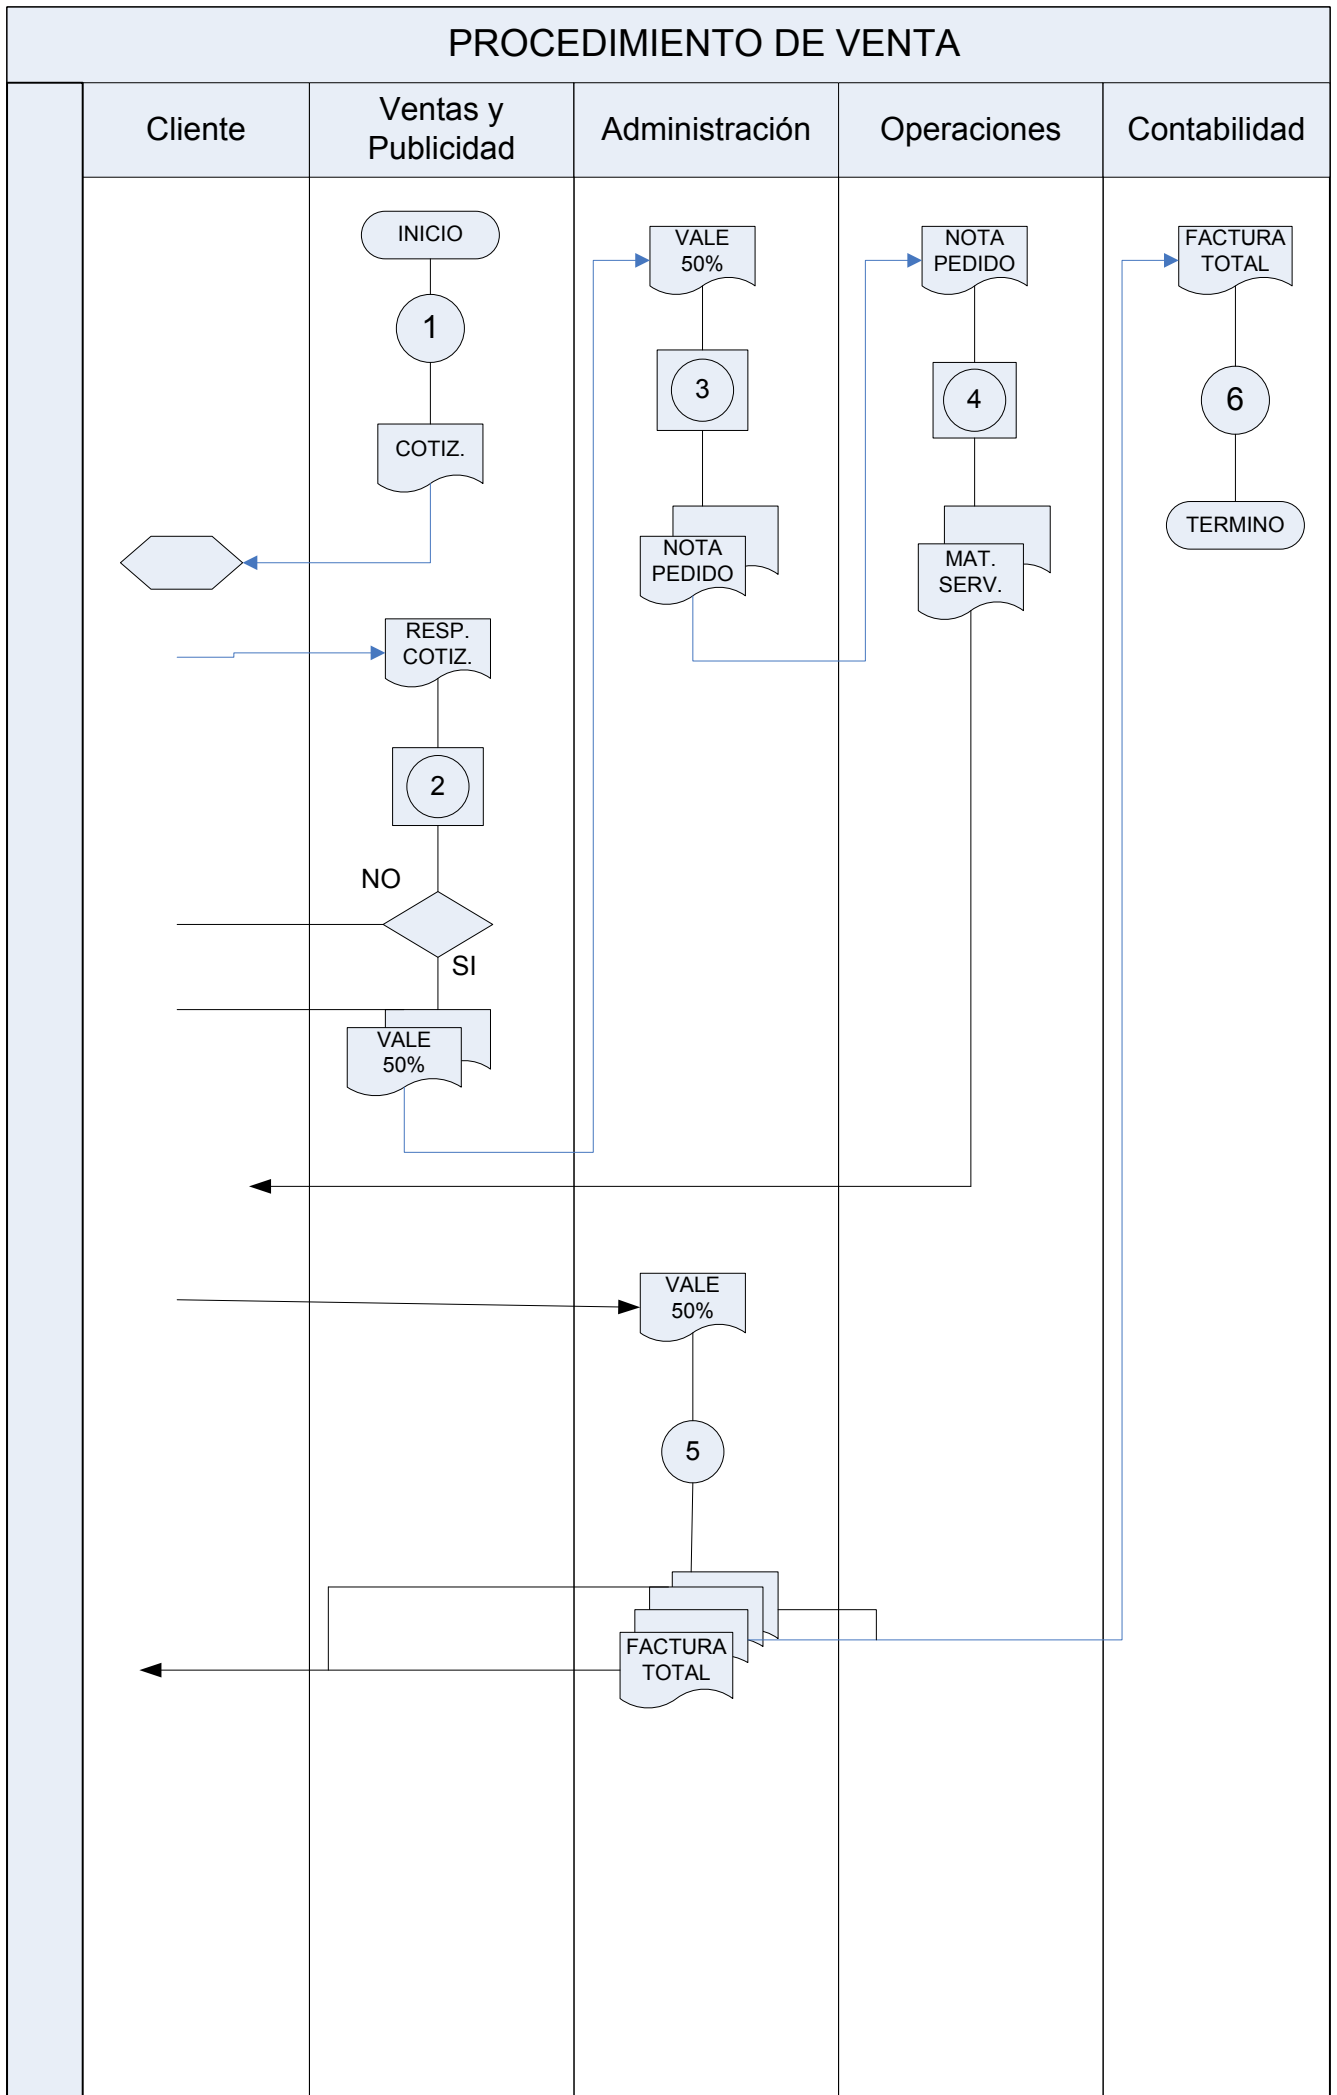 PROCEDIMIENTO DE VENTA
Cliente
Ventas y
Publicidad
Administración
Operaciones
Contabilidad
INICIO
1
COTIZ.
RESP.
COTIZ.
2
NO
SI
VALE
50%
VALE
50%
3
NOTA
PEDIDO
VALE
50%
5
FACTURA
TOTAL
NOTA
PEDIDO
4
MAT.
SERV.
FACTURA
TOTAL
6
TERMINO